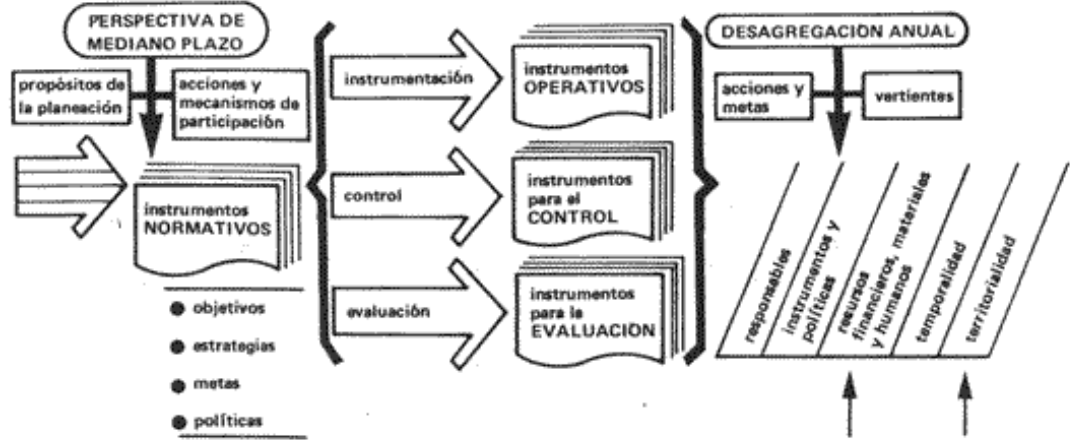 PERSPECTIVA DE
MEDIANO PLAZO
propósitos de
la planeación
acciones y
mecanismos de
participación
instrumentos
NORMATIVOS
objetivos
estrategias
metas
políticas
instrumentación
instrumentos
OPERATIVOS
control
instrumentos
para el
CONTROL
evaluación
instrumentos
para la
EVALUACION
DESAGREGACION ANUAL
acciones y
metas
vertientes
responsables
instrumentos y
políticas
recursos
financieros, materiales
y humanos
temporalidad
territorialidad